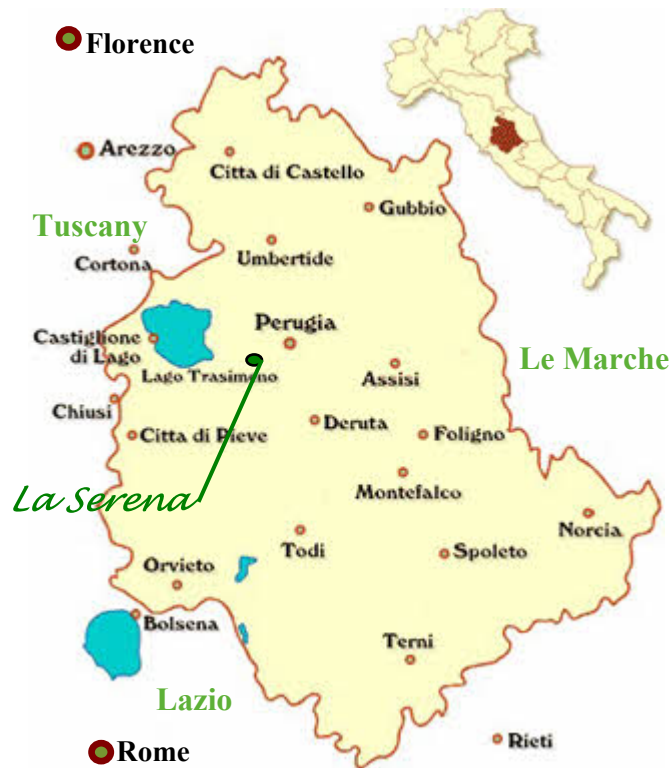 Florence
Arezzo
Citta di Castello
Gubbio
Tuscany
Cortona
Umbertide
Perugia
Castiglione
di Lago
Le Marche
Lago Trasimeno
Assisi
Chiusi
Deruta
Citta di Pieve
Foligno
La Serena
Montefalco
Norcia
Todi
Spoleto
Orvieto
Bolsena
Terni
Lazio
Rieti
Rome